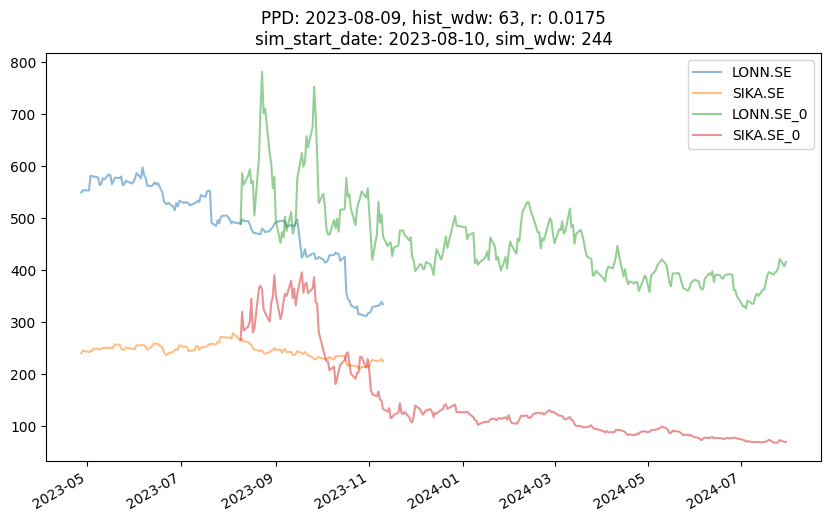 PPD: 2023-08-09, hist_wdw: 63, r: 0.0175
sim_start_date: 2023-08-10, sim_wdw: 244
LONN.SE
SIKA.SE
LONN.SE_0
SIKA.SE_0
800
700
600
500
400
300
200
100
2023-05
2023-07
2023-09
2023-11
2024-01
2024-03
2024-05
2024-07